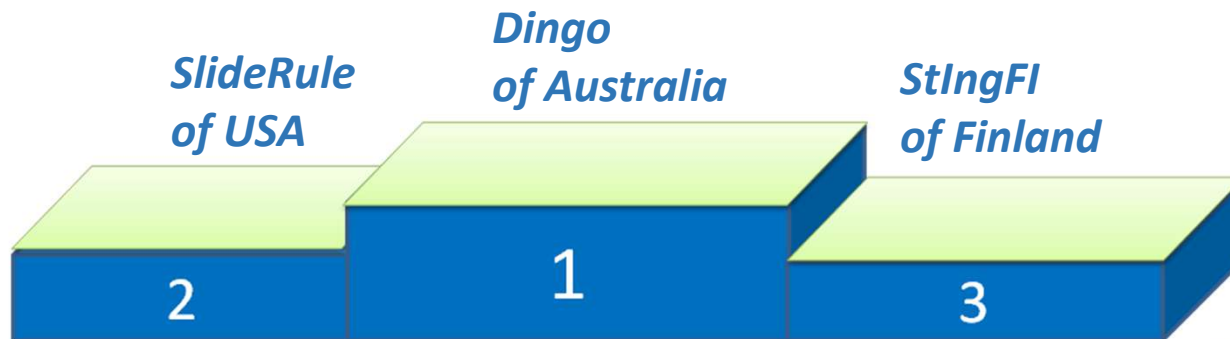 SlideRule
of USA
Dingo
of Australia
StIngFI
of Finland
2
1
3